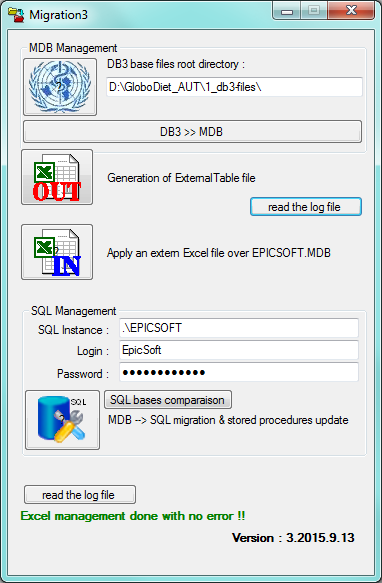 Migration3
MDB Management
DB3 base files root directory :
D:\GloboDiet_AUT\1_db3-files\
DB3 >> MDB
OUT
Generation of ExternalTable file
read the log file
IN
Apply an extern Excel file over EPICSOFT.MDB
SQL Management
SQL Instance : .\EPICSOFT
Login : EpicSoft
Password : ●●●●●●●●●●●●
SQL
SQL bases comparaison
MDB --> SQL migration & stored procedures update
read the log file
Excel management done with no error !!
Version : 3.2015.9.13